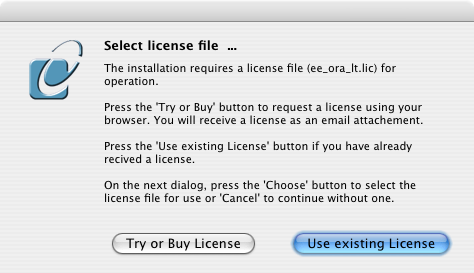 Select license file  ...
The installation requires a license file (ee_ora_lt.lic) for
operation.
Press the 'Try or Buy' button to request a license using your
browser. You will receive a license as an email attachement.
Press the 'Use existing License' button if you have already
recived a license.
On the next dialog, press the 'Choose' button to select the
license file for use or 'Cancel' to continue without one.
Try or Buy License
Use existing License